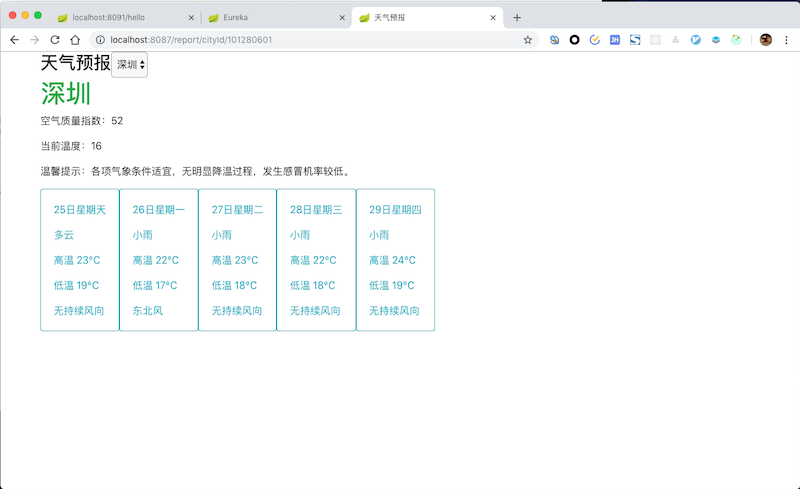 localhost:8091/hello
Eureka
天气预报
localhost:8087/report/cityId/101280601
天气预报 深圳
深圳
空气质量指数：52
当前温度：16
温馨提示：各项气象条件适宜，无明显降温过程，发生感冒机率较低。
25日星期天 26日星期一 27日星期二 28日星期三 29日星期四
多云 小雨 小雨 小雨 小雨
高温 23°C 高温 22°C 高温 23°C 高温 22°C 高温 24°C
低温 19°C 低温 17°C 低温 18°C 低温 18°C 低温 19°C
无持续风向 东北风 无持续风向 无持续风向 无持续风向